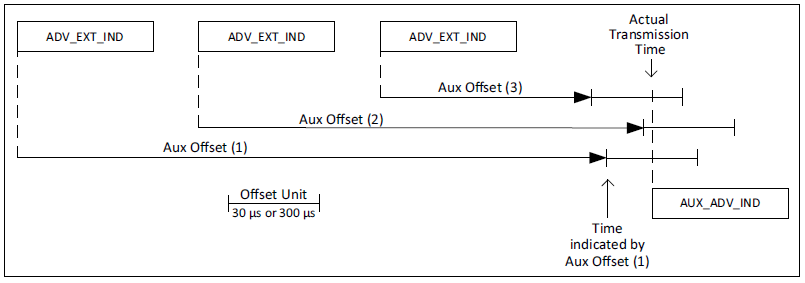 ADV_EXT_IND
ADV_EXT_IND
ADV_EXT_IND
Actual
Transmission
Time
Aux Offset (3)
Aux Offset (2)
Aux Offset (1)
Offset Unit
30 µs or 300 µs
AUX_ADV_IND
Time
indicated by
Aux Offset (1)